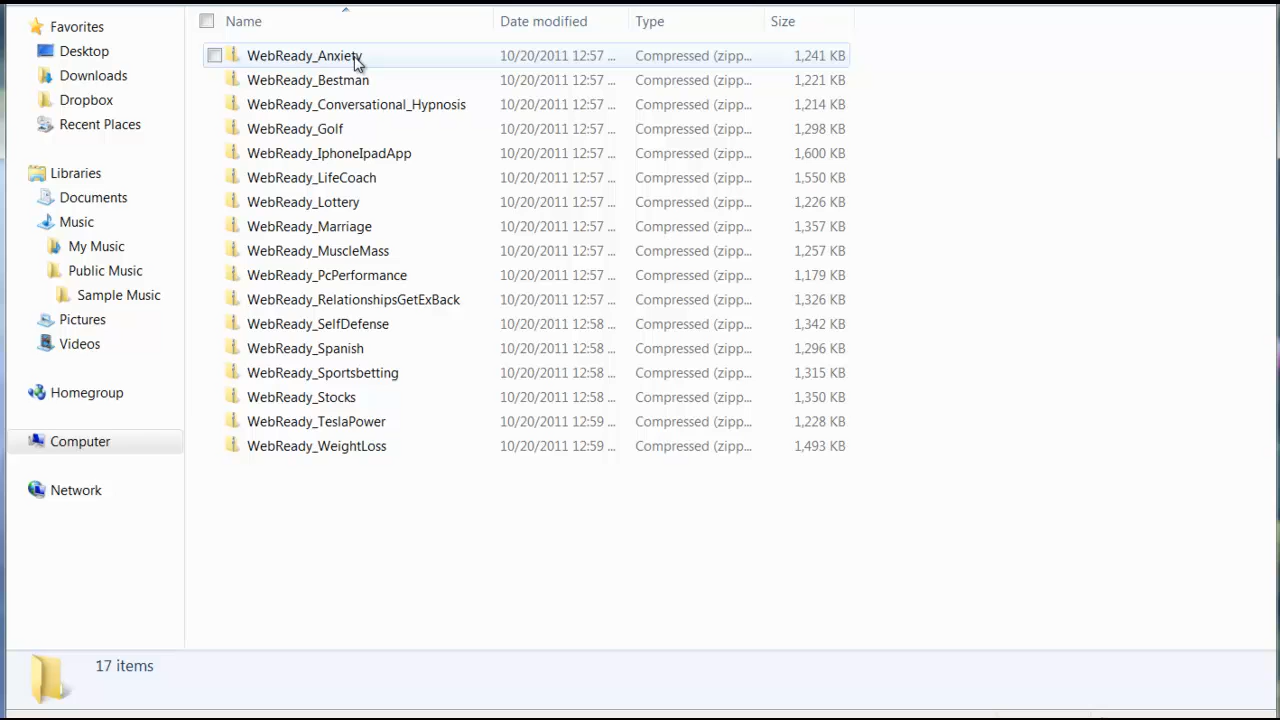 Favorites
Desktop
Downloads
Dropbox
Recent Places
Libraries
Documents
Music
My Music
Public Music
Sample Music
Pictures
Videos
Homegroup
Computer
Network
Name Date modified Type Size
WebReady_Anxiety 10/20/2011 12:57 ... Compressed (zipp... 1,241 KB
WebReady_Bestman 10/20/2011 12:57 ... Compressed (zipp... 1,221 KB
WebReady_Conversational_Hypnosis 10/20/2011 12:57 ... Compressed (zipp... 1,214 KB
WebReady_Golf 10/20/2011 12:57 ... Compressed (zipp... 1,298 KB
WebReady_IphoneIpadApp 10/20/2011 12:57 ... Compressed (zipp... 1,600 KB
WebReady_LifeCoach 10/20/2011 12:57 ... Compressed (zipp... 1,550 KB
WebReady_Lottery 10/20/2011 12:57 ... Compressed (zipp... 1,226 KB
WebReady_Marriage 10/20/2011 12:57 ... Compressed (zipp... 1,357 KB
WebReady_MuscleMass 10/20/2011 12:57 ... Compressed (zipp... 1,257 KB
WebReady_PcPerformance 10/20/2011 12:57 ... Compressed (zipp... 1,179 KB
WebReady_RelationshipsGetExBack 10/20/2011 12:57 ... Compressed (zipp... 1,326 KB
WebReady_SelfDefense 10/20/2011 12:58 ... Compressed (zipp... 1,342 KB
WebReady_Spanish 10/20/2011 12:58 ... Compressed (zipp... 1,296 KB
WebReady_Sportsbetting 10/20/2011 12:58 ... Compressed (zipp... 1,315 KB
WebReady_Stocks 10/20/2011 12:58 ... Compressed (zipp... 1,350 KB
WebReady_TeslaPower 10/20/2011 12:59 ... Compressed (zipp... 1,228 KB
WebReady_WeightLoss 10/20/2011 12:59 ... Compressed (zipp... 1,493 KB
17 items